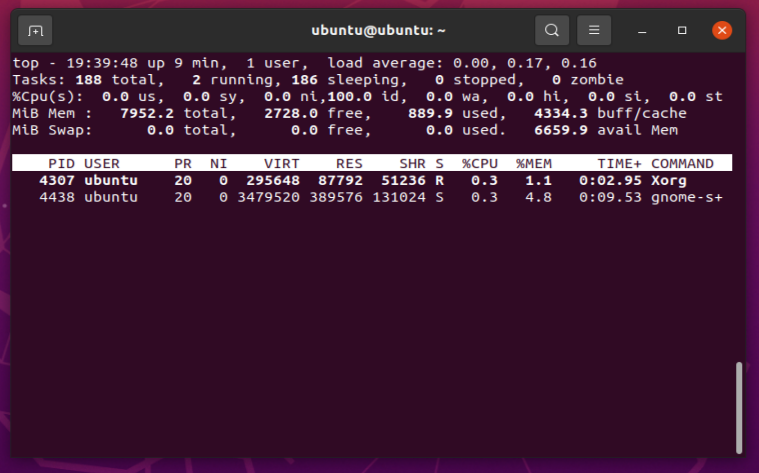 ubuntu@ubuntu: ~
top - 19:39:48 up 9 min,  1 user,  load average: 0.00, 0.17, 0.16
Tasks: 188 total,   2 running, 186 sleeping,   0 stopped,   0 zombie
%Cpu(s):  0.0 us,  0.0 sy,  0.0 ni,100.0 id,  0.0 wa,  0.0 hi,  0.0 si,  0.0 st
MiB Mem :   7952.2 total,   2728.0 free,    889.9 used,   4334.3 buff/cache
MiB Swap:      0.0 total,      0.0 free,      0.0 used.   6659.9 avail Mem
PID USER      PR  NI    VIRT    RES    SHR S  %CPU  %MEM     TIME+ COMMAND
4307 ubuntu    20   0  295648  87792  51236 R   0.3   1.1   0:02.95 Xorg
4438 ubuntu    20   0 3479520 389576 131024 S   0.3   4.8   0:09.53 gnome-s+